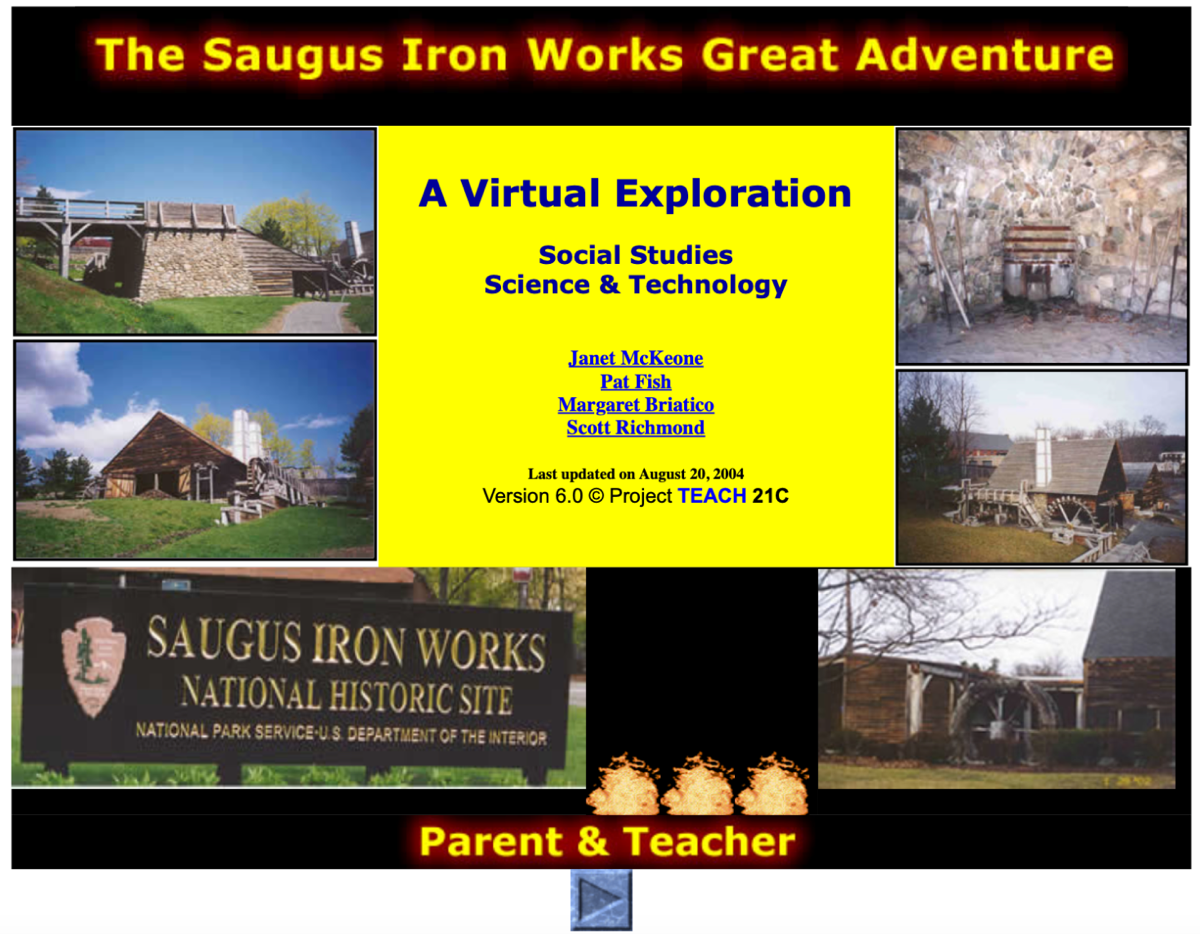 The Saugus Iron Works Great Adventure
A Virtual Exploration
Social Studies
Science & Technology
Janet McKeone
Pat Fish
Margaret Briatico
Scott Richmond
Last updated on August 20, 2004
Version 6.0 © Project TEACH 21C
SAUGUS IRON WORKS
NATIONAL HISTORIC SITE
NATIONAL PARK SERVICE·U.S. DEPARTMENT OF THE INTERIOR
Parent & Teacher